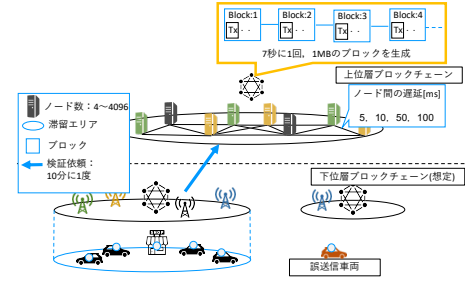 Block:1 Block:2 Block:3 Block:4
Tx・・ Tx・・ Tx・・ Tx・・
7秒に1回，1MBのブロックを生成
上位層ブロックチェーン
ノード間の遅延[ms]
5、10、50、100
ノード数：4～4096
滞留エリア
ブロック
検証依頼：
10分に1度
下位層ブロックチェーン(想定)
誤送信車両